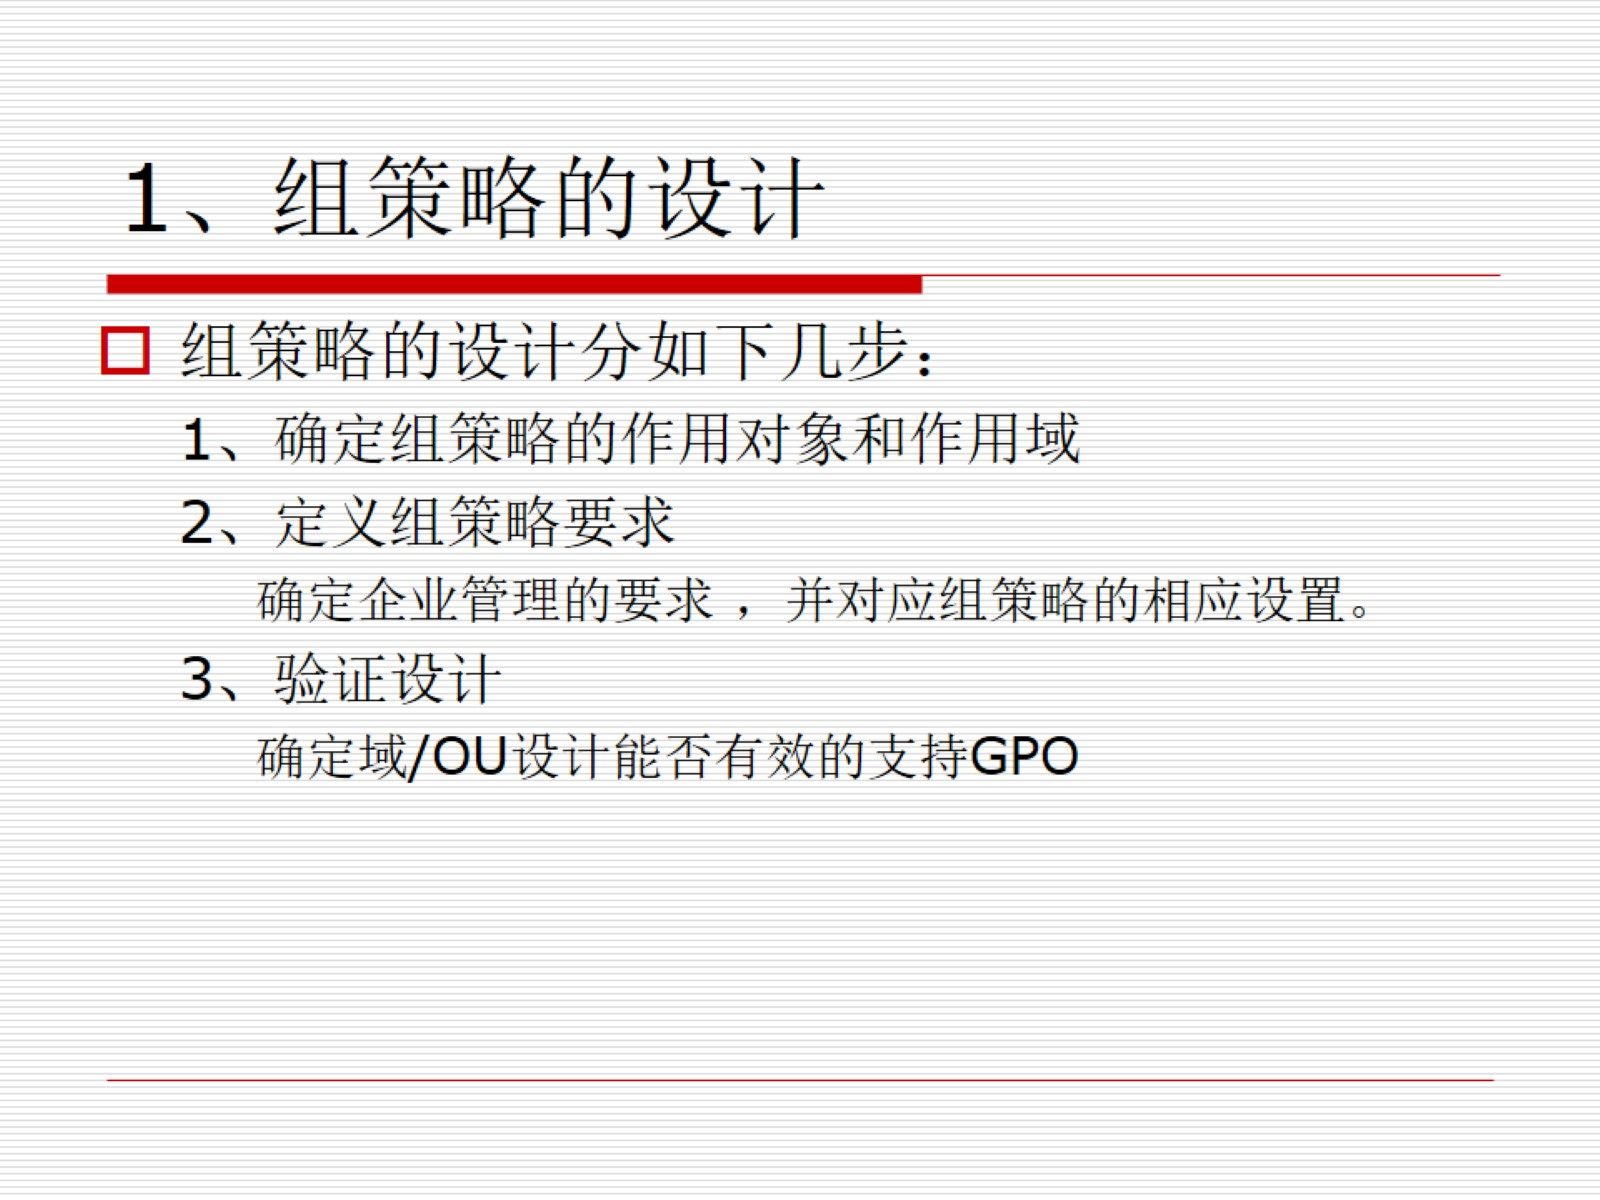 1、组策略的设计
组策略的设计分如下几步：
1、确定组策略的作用对象和作用域
2、定义组策略要求
确定企业管理的要求 ，并对应组策略的相应设置。
3、验证设计
确定域/OU设计能否有效的支持GPO